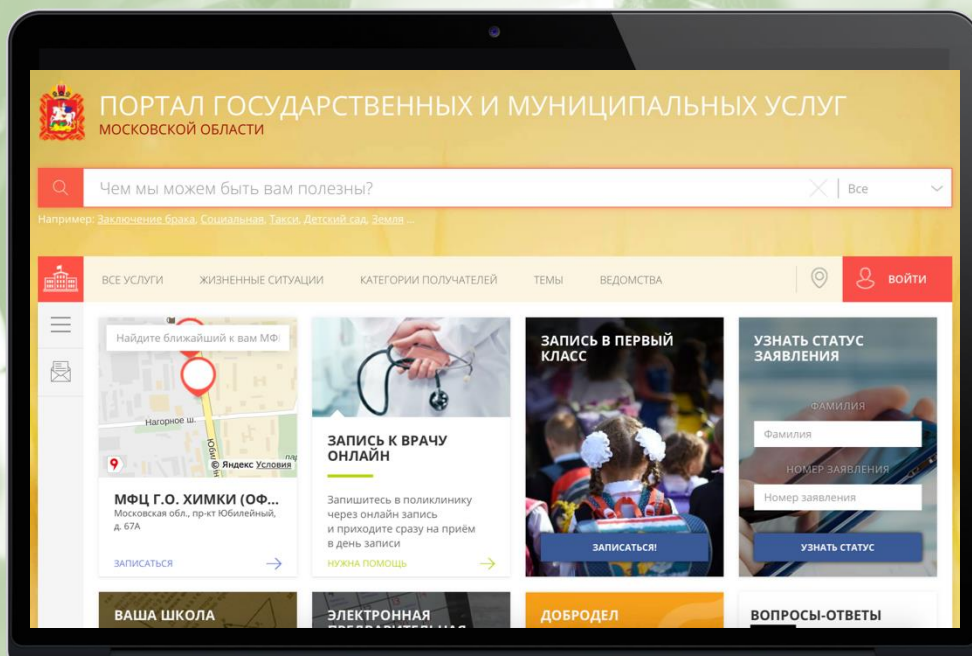 ПОРТАЛ ГОСУДАРСТВЕННЫХ И МУНИЦИПАЛЬНЫХ УСЛУГ
МОСКОВСКОЙ ОБЛАСТИ
Чем мы можем быть вам полезны?
Все
Например: Заключение брака, Социальная, Такси, Детский сад, Земля ...
ВСЕ УСЛУГИ
ЖИЗНЕННЫЕ СИТУАЦИИ
КАТЕГОРИИ ПОЛУЧАТЕЛЕЙ
ТЕМЫ
ВЕДОМСТВА
ВОЙТИ
Найдите ближайший к вам МФ
Нагорное ш.
© Яндекс Условия
МФЦ Г.О. ХИМКИ (ОФ...
Московская обл., пр-кт Юбилейный,
д. 67А
ЗАПИСАТЬСЯ
ЗАПИСЬ К ВРАЧУ
ОНЛАЙН
Запишитесь в поликлинику
через онлайн запись
и приходите сразу на приём
в день записи
НУЖНА ПОМОЩЬ
ЗАПИСЬ В ПЕРВЫЙ
КЛАСС
ЗАПИСАТЬСЯ!
УЗНАТЬ СТАТУС
ЗАЯВЛЕНИЯ
ФАМИЛИЯ
Фамилия
НОМЕР ЗАЯВЛЕНИЯ
Номер заявления
УЗНАТЬ СТАТУС
ВАША ШКОЛА
ЭЛЕКТРОННАЯ
ПРЕДВАРИТЕЛЬНАЯ
ДОБРОДЕЛ
ВОПРОСЫ-ОТВЕТЫ